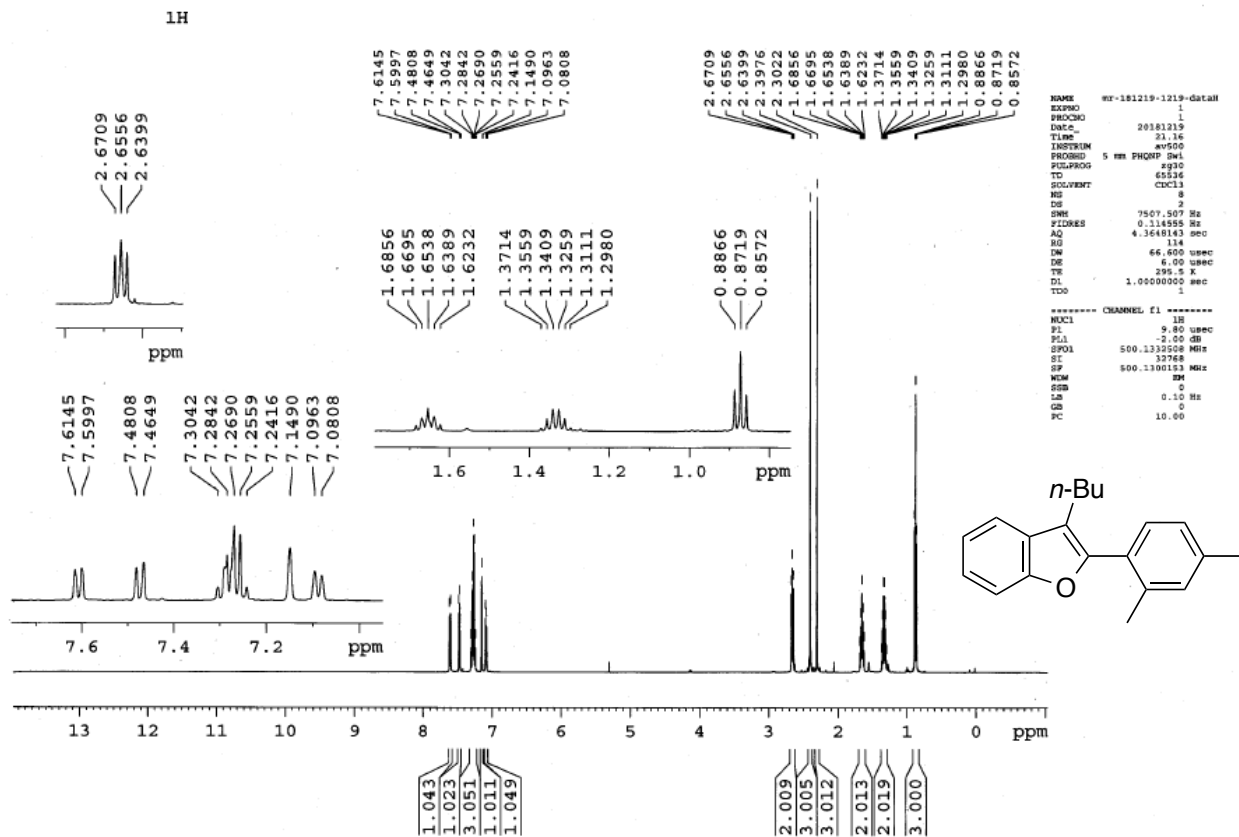 1H
7.6145
7.5997
7.4808
7.4649
7.3042
7.2842
7.2690
7.2559
7.2416
7.1490
7.0963
7.0808
2.6709
2.6556
2.6399
2.3976
2.3022
1.6856
1.6695
1.6538
1.6389
1.6232
1.3714
1.3559
1.3409
1.3259
1.3111
1.2980
0.8866
0.8719
0.8572
2.6709
2.6556
2.6399
ppm
1.6856
1.6695
1.6538
1.6389
1.6232
1.3714
1.3559
1.3409
1.3259
1.3111
1.2980
0.8866
0.8719
0.8572
1.6 1.4 1.2 1.0 ppm
7.6145
7.5997
7.4808
7.4649
7.3042
7.2842
7.2690
7.2559
7.2416
7.1490
7.0963
7.0808
7.6 7.4 7.2 ppm
NAME mr-181219-1219-dataH
EXPNO 1
PROCNO 1
Date_ 20181219
Time 21.16
INSTRUM av500
PROBHD 5 mm PHQNP Swi
PULPROG zg30
TD 65536
SOLVENT CDCl3
NS 8
DS 2
SWH 7507.507 Hz
FIDRES 0.114555 Hz
AQ 4.3648143 sec
RG 114
DW 66.600 usec
DE 6.00 usec
TE 295.5 K
D1 1.00000000 sec
TD0 1
======== CHANNEL f1 ========
NUC1 1H
P1 9.80 usec
PL1 -2.00 dB
SFO1 500.1332508 MHz
SI 32768
SF 500.1300153 MHz
WDW EM
SSB 0
LB 0.10 Hz
GB 0
PC 10.00
n-Bu
O
13 12 11 10 9 8 7 6 5 4 3 2 1 0 ppm
1.043
1.023
3.051
1.011
1.049
2.009
3.005
3.012
2.013
2.019
3.000